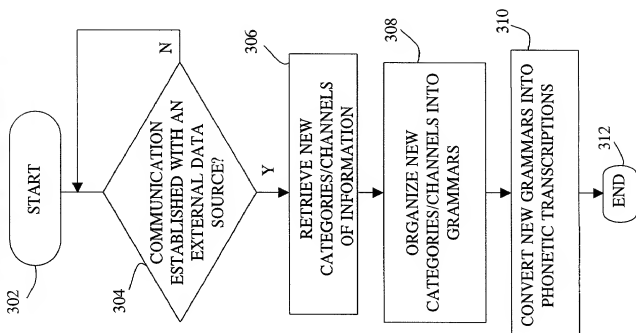 302
START
304
COMMUNICATION
ESTABLISHED WITH AN
EXTERNAL DATA
SOURCE?
N
Y
306
RETRIEVE NEW
CATEGORIES/CHANNELS
OF INFORMATION
308
ORGANIZE NEW
CATEGORIES/CHANNELS INTO
GRAMMARS
310
CONVERT NEW GRAMMARS INTO
PHONETIC TRANSCRIPTIONS
312
END